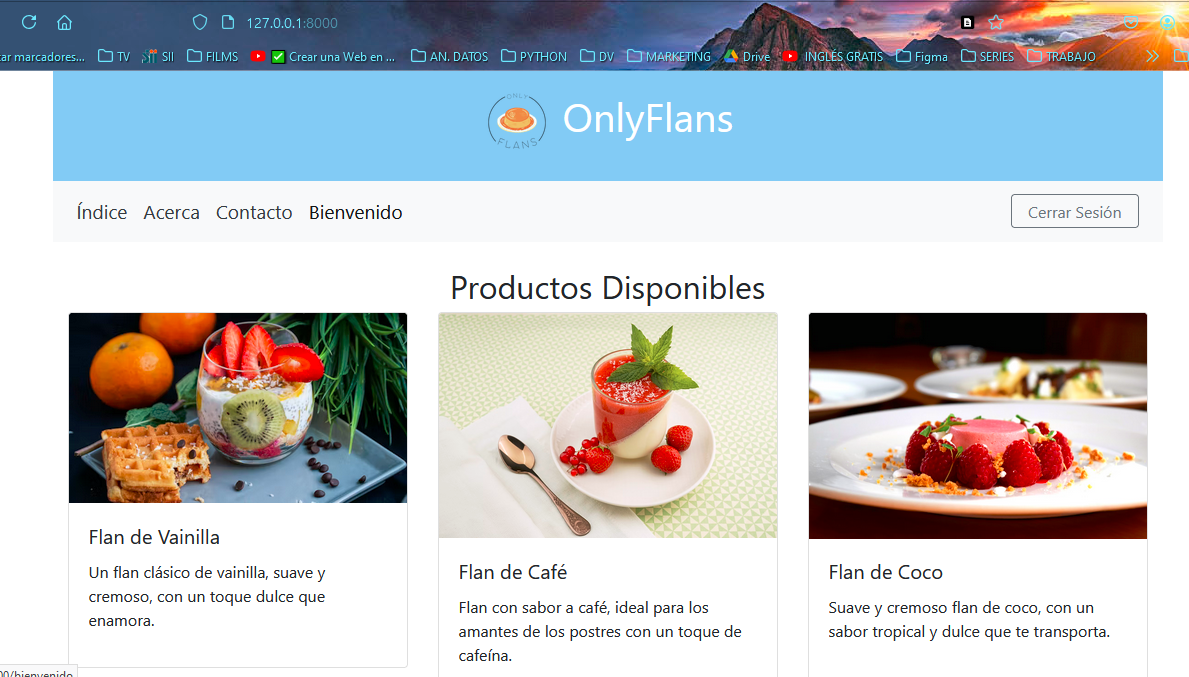 127.0.0.1:8000
tar marcadores... TV SII FILMS Crear una Web en ... AN. DATOS PYTHON DV MARKETING Drive INGLÉS GRATIS Figma SERIES TRABAJO
ONLY
FLANS
OnlyFlans
Índice Acerca Contacto Bienvenido Cerrar Sesión
Productos Disponibles
Flan de Vainilla
Un flan clásico de vainilla, suave y
cremoso, con un toque dulce que
enamora.
Flan de Café
Flan con sabor a café, ideal para los
amantes de los postres con un toque de
cafeína.
Flan de Coco
Suave y cremoso flan de coco, con un
sabor tropical y dulce que te transporta.
00/bienvenido